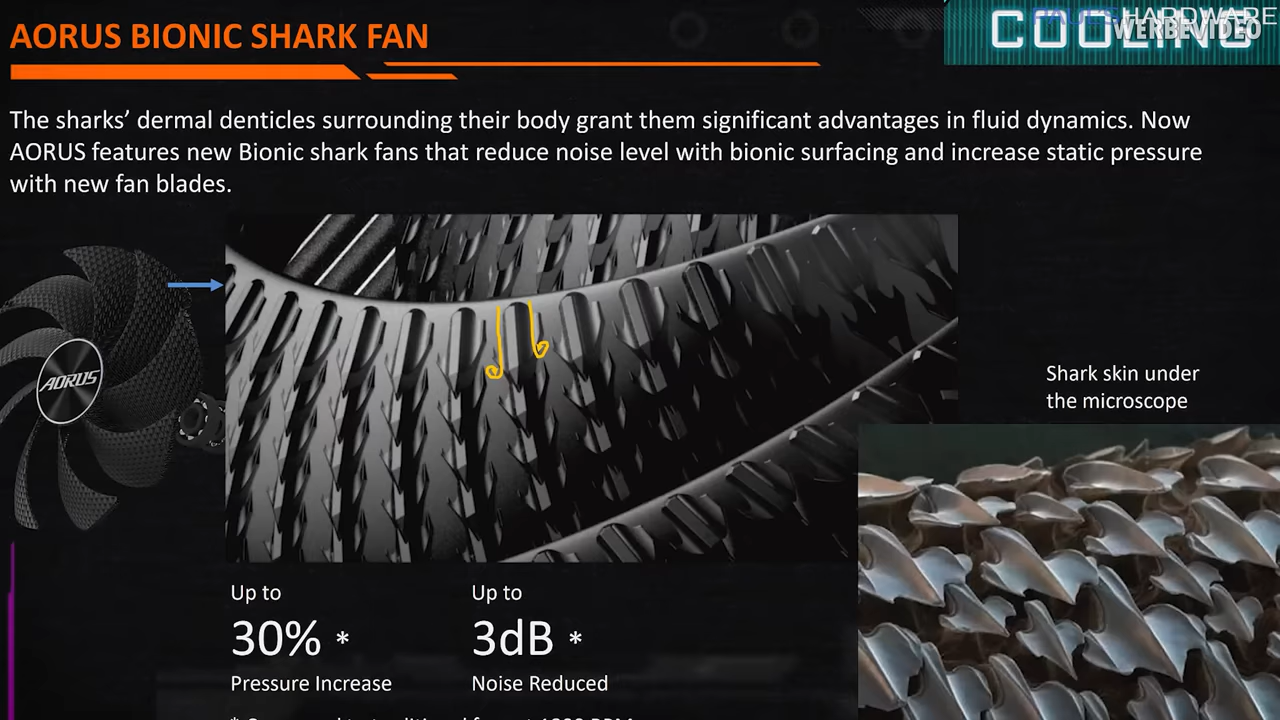 AORUS BIONIC SHARK FAN
COOLING
HARDWARE
WERBEVIDEO
The sharks’ dermal denticles surrounding their body grant them significant advantages in fluid dynamics. Now
AORUS features new Bionic shark fans that reduce noise level with bionic surfacing and increase static pressure
with new fan blades.
AORUS
Shark skin under
the microscope
Up to
30% *
Pressure Increase
Up to
3dB *
Noise Reduced